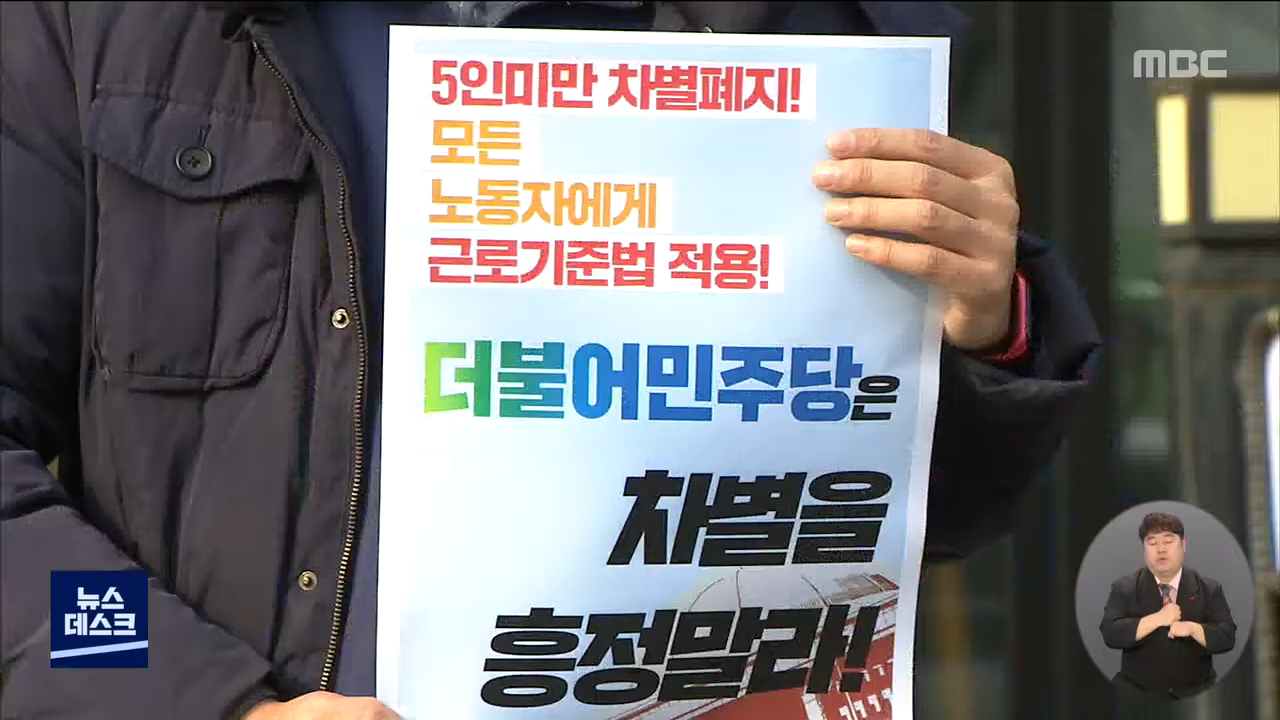 MBC
5인미만 차별폐지!
모든
노동자에게
근로기준법 적용!
더불어민주당은
차별을
흥정말라!
뉴스
데스크